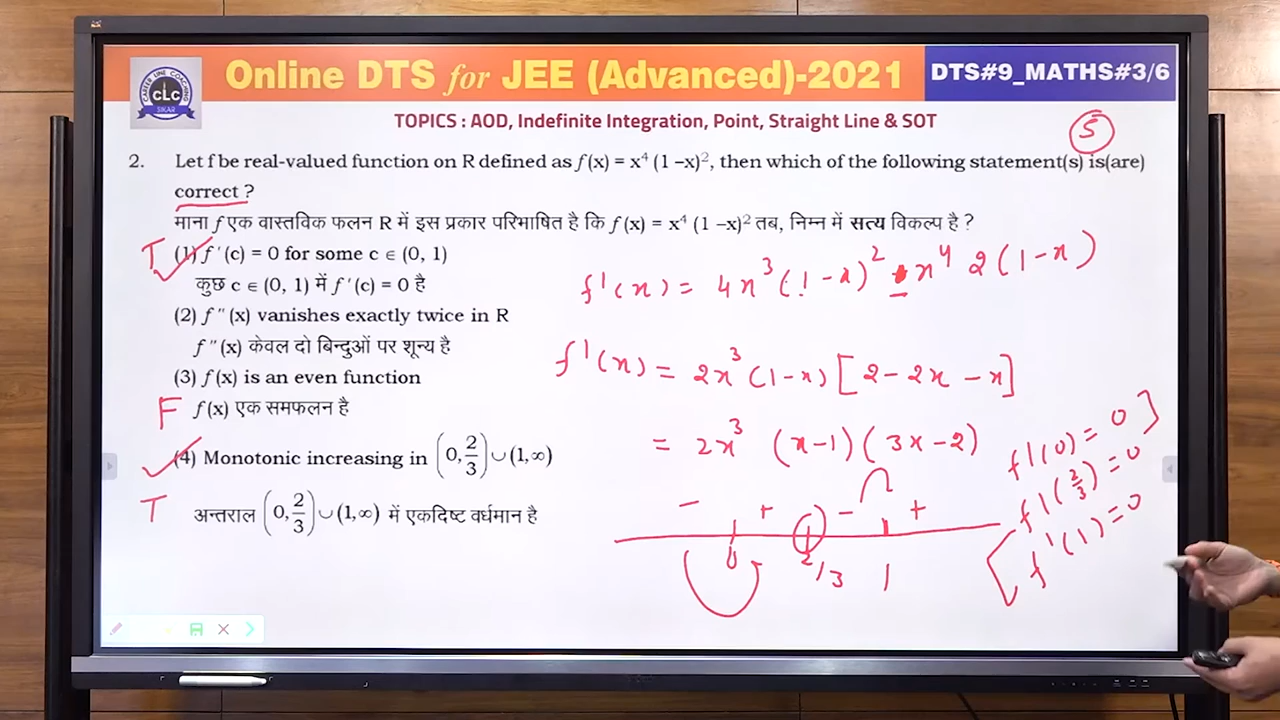 CAREER LINE COACHING
CLC
SIKAR
Online DTS for JEE (Advanced)-2021
DTS#9_MATHS#3/6
TOPICS : AOD, Indefinite Integration, Point, Straight Line & SOT
5
2. Let f be real-valued function on R defined as f(x) = x⁴ (1 –x)², then which of the following statement(s) is(are)
correct ?
माना f एक वास्तविक फलन R में इस प्रकार परिभाषित है कि f (x) = x⁴ (1 –x)² तब, निम्न में सत्य विकल्प है ?
T (1) f ' (c) = 0 for some c ∈ (0, 1)
कुछ c ∈ (0, 1) में f ' (c) = 0 है
(2) f " (x) vanishes exactly twice in R
f " (x) केवल दो बिन्दुओं पर शून्य है
(3) f (x) is an even function
F f (x) एक समफलन है
(4) Monotonic increasing in (0, 2/3) ∪ (1, ∞)
T अन्तराल (0, 2/3) ∪ (1, ∞) में एकदिष्ट वर्धमान है
f'(x) = 4x³(1-x)² - x⁴ 2(1-x)
f'(x) = 2x³(1-x)[2-2x-x]
= 2x³ (x-1)(3x-2)
- + - +
0 2/3 1
f'(0) = 0
f'(2/3) = 0
f'(1) = 0